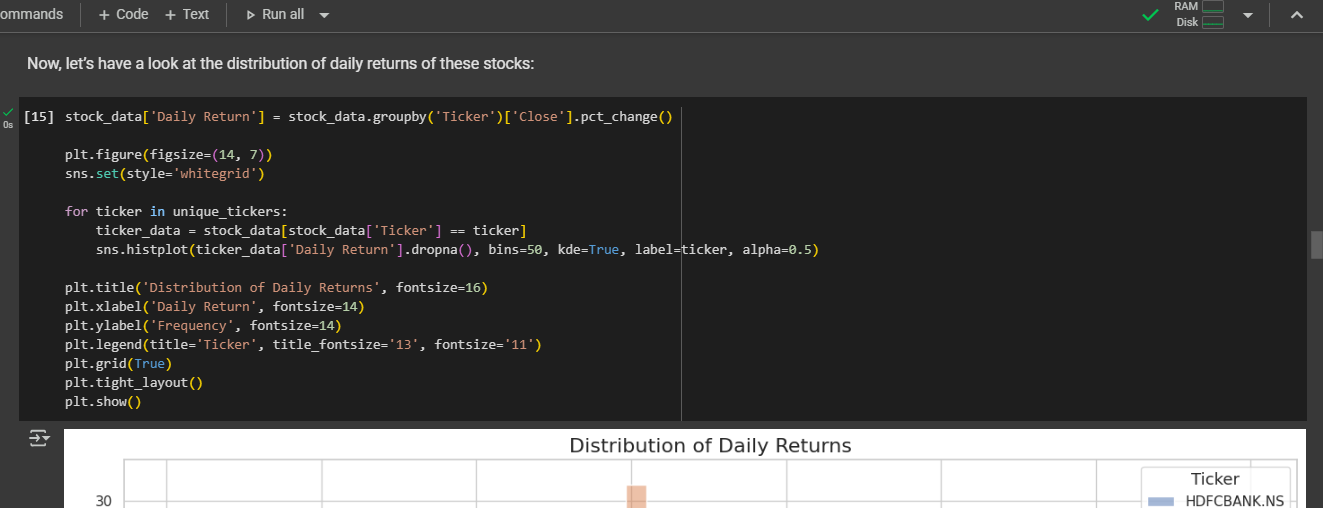 ommands + Code + Text Run all RAM
Disk
Now, let's have a look at the distribution of daily returns of these stocks:
0s
[15] stock_data['Daily Return'] = stock_data.groupby('Ticker')['Close'].pct_change()
plt.figure(figsize=(14, 7))
sns.set(style='whitegrid')
for ticker in unique_tickers:
    ticker_data = stock_data[stock_data['Ticker'] == ticker]
    sns.histplot(ticker_data['Daily Return'].dropna(), bins=50, kde=True, label=ticker, alpha=0.5)
plt.title('Distribution of Daily Returns', fontsize=16)
plt.xlabel('Daily Return', fontsize=14)
plt.ylabel('Frequency', fontsize=14)
plt.legend(title='Ticker', title_fontsize='13', fontsize='11')
plt.grid(True)
plt.tight_layout()
plt.show()
Distribution of Daily Returns
Ticker
30
HDFCBANK.NS